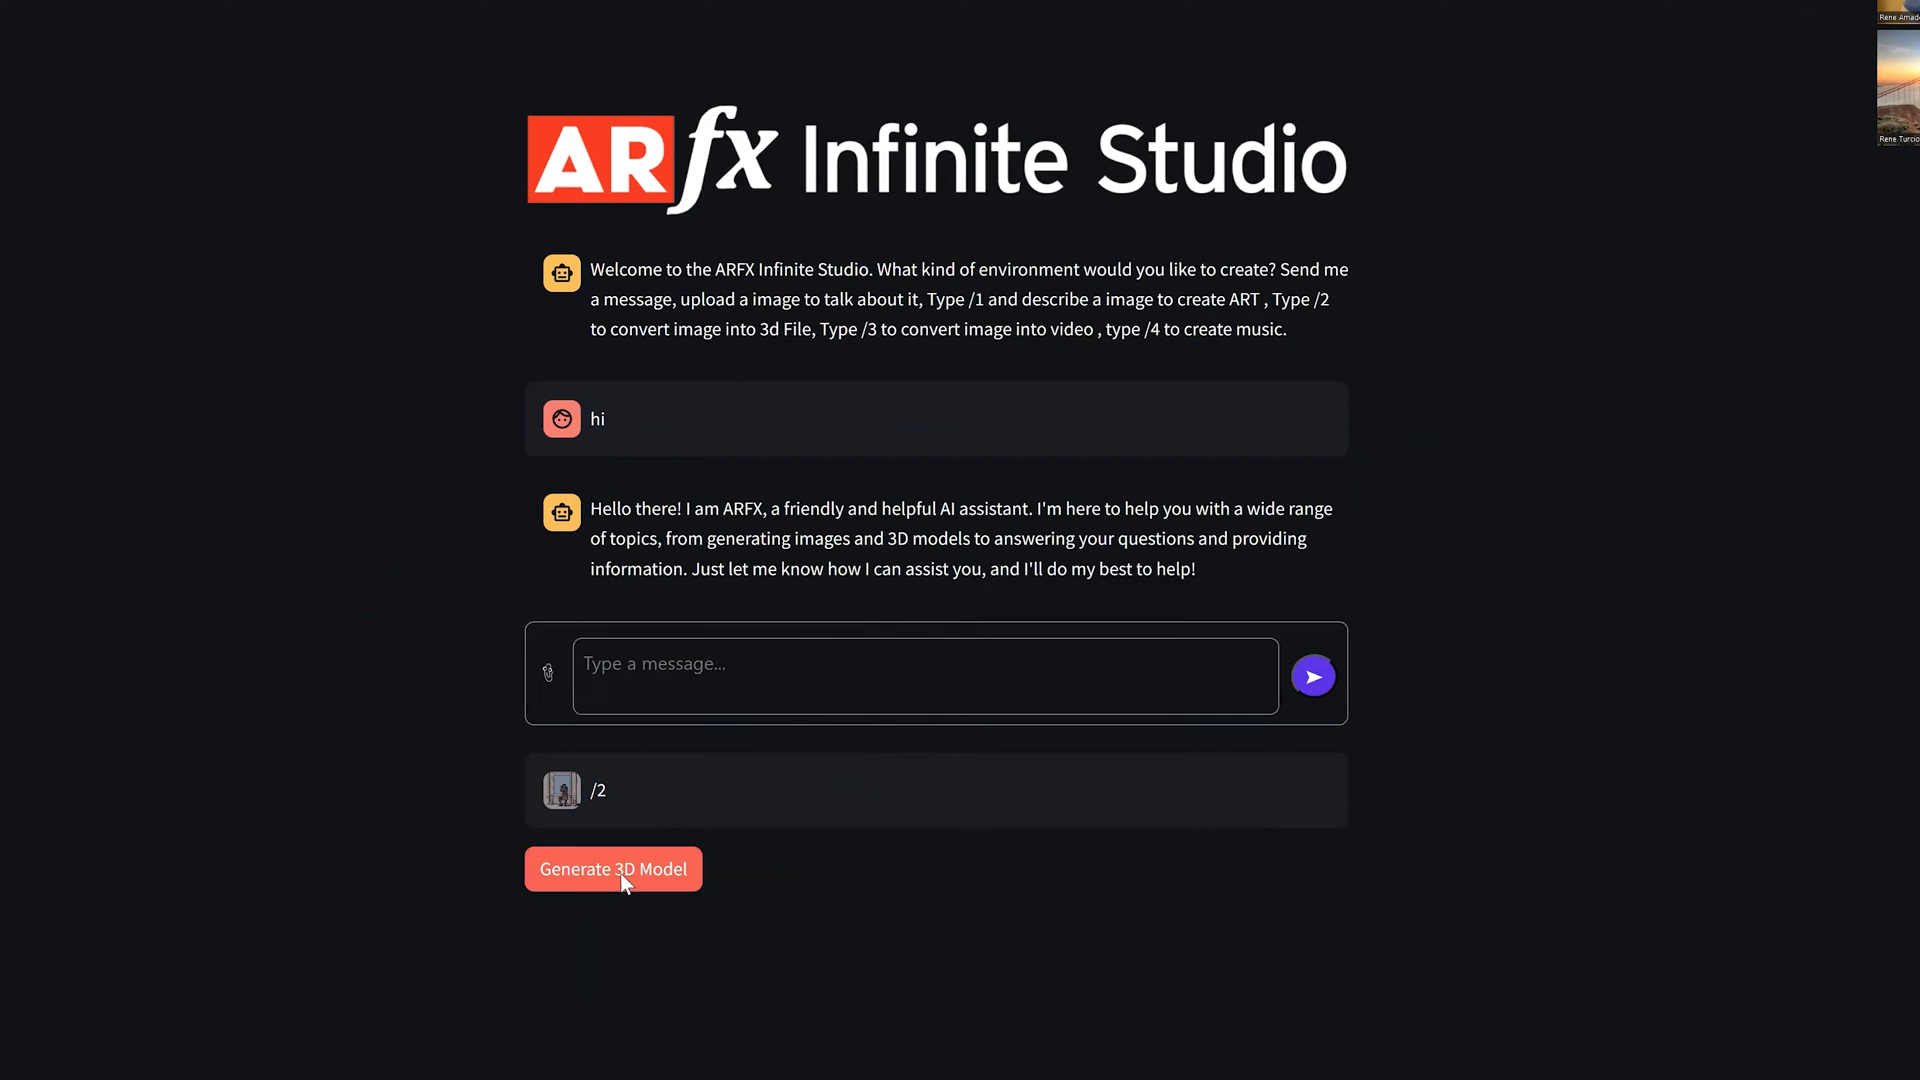 Rene Amad
Rene Turcio
ARfx Infinite Studio
Welcome to the ARFX Infinite Studio. What kind of environment would you like to create? Send me
a message, upload a image to talk about it, Type /1 and describe a image to create ART , Type /2
to convert image into 3d File, Type /3 to convert image into video , type /4 to create music.
hi
Hello there! I am ARFX, a friendly and helpful AI assistant. I'm here to help you with a wide range
of topics, from generating images and 3D models to answering your questions and providing
information. Just let me know how I can assist you, and I'll do my best to help!
Type a message...
/2
Generate 3D Model